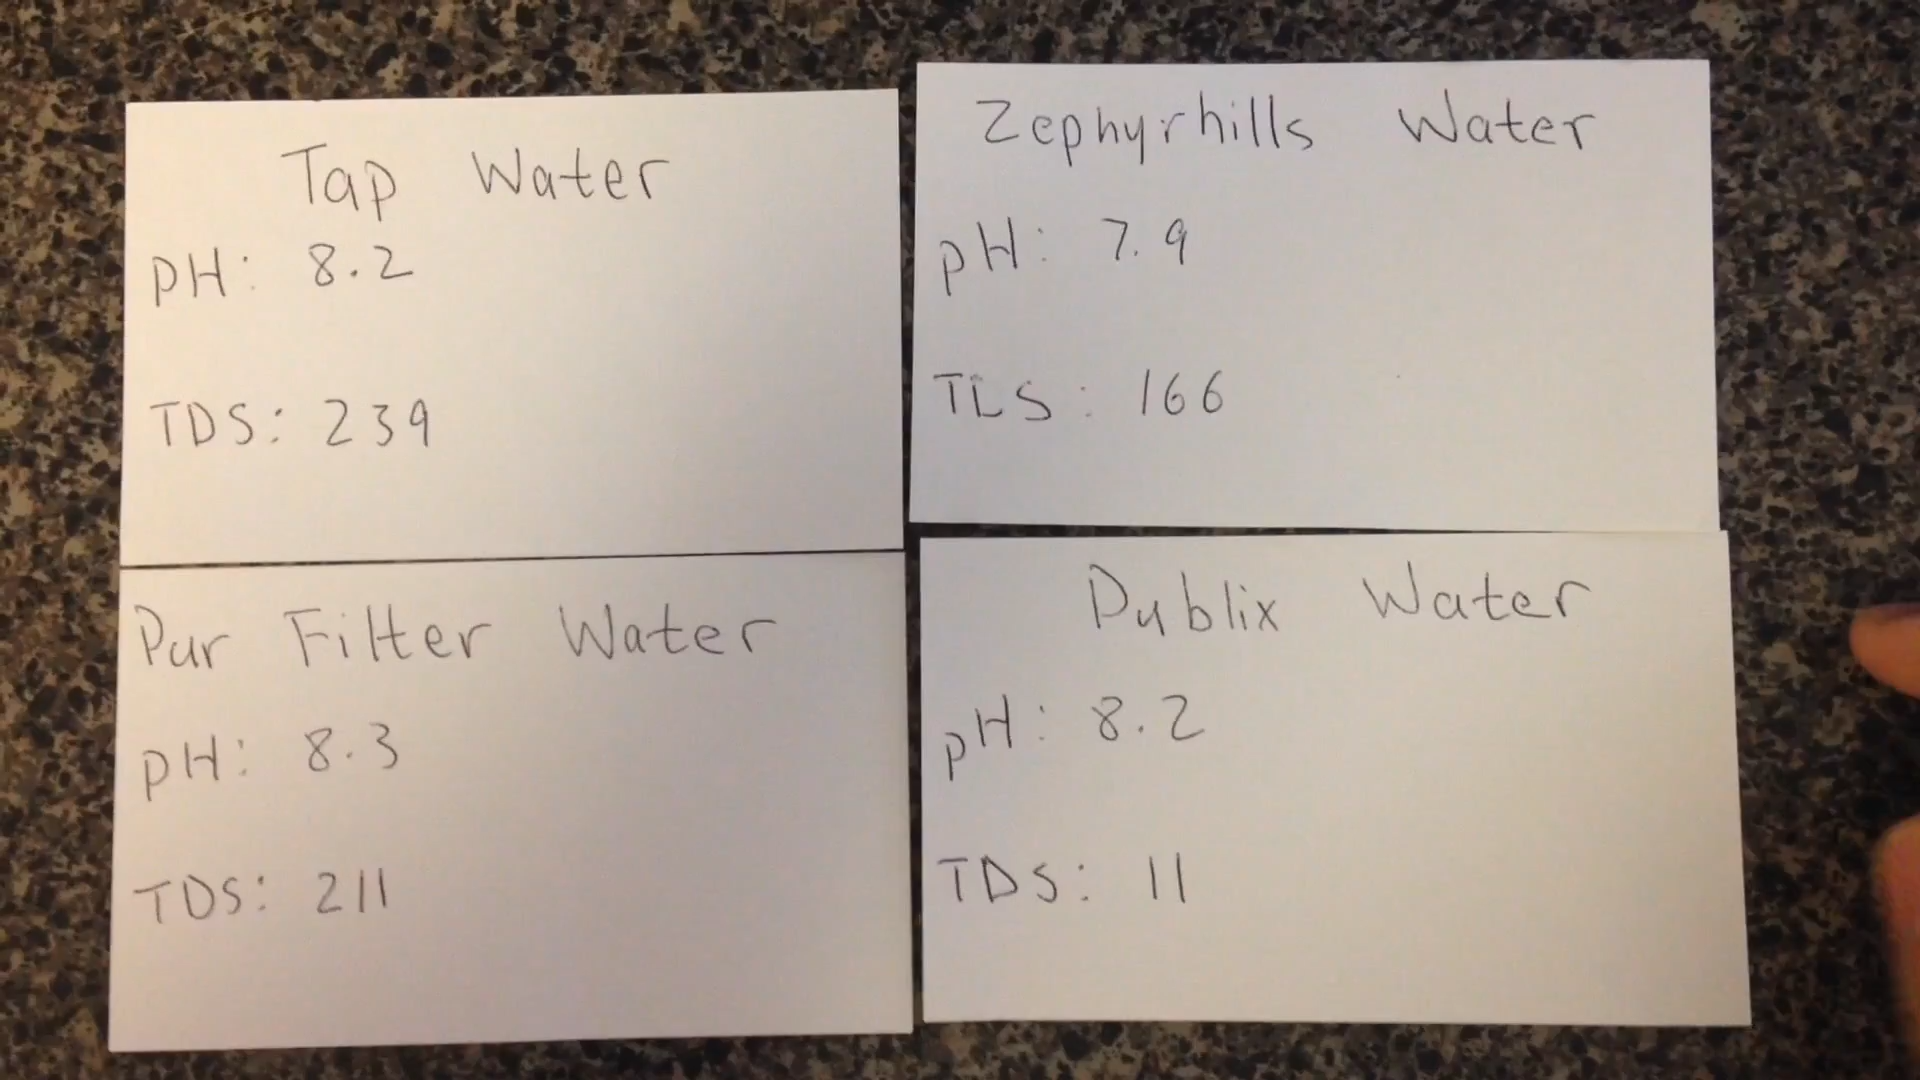 Tap Water
pH: 8.2
TDS: 239
Zephyrhills Water
pH: 7.9
TLS: 166
Pur Filter Water
pH: 8.3
TDS: 211
Publix Water
pH: 8.2
TDS: 11